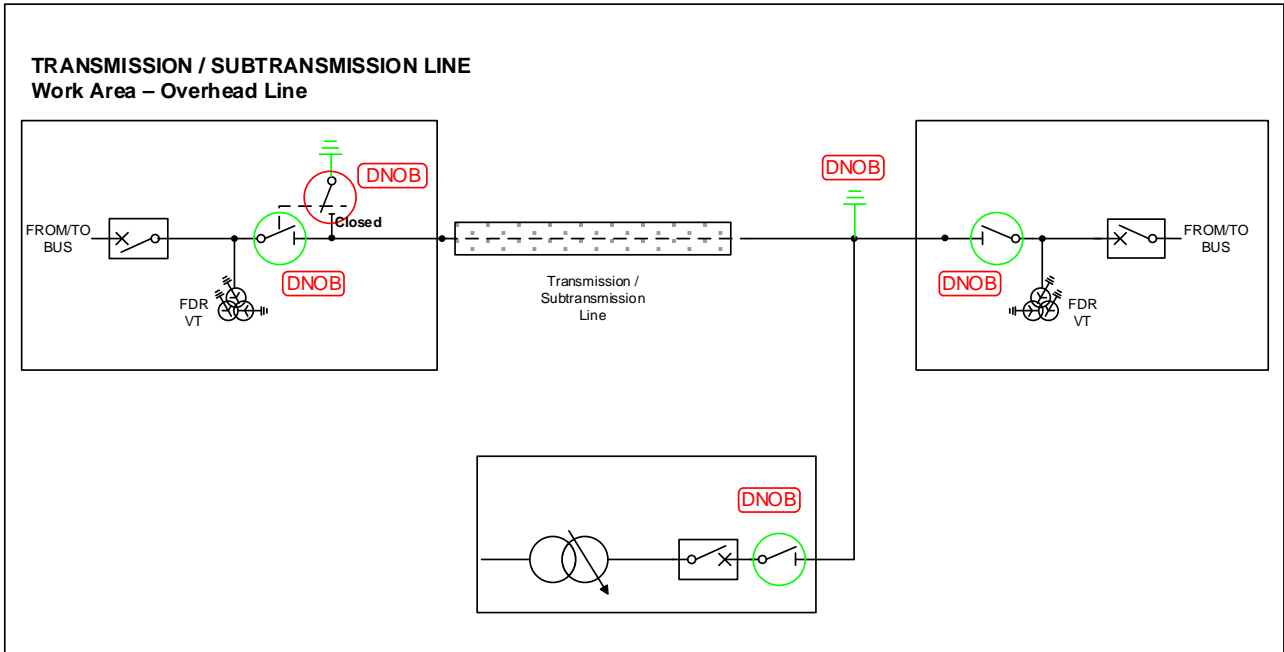 TRANSMISSION / SUBTRANSMISSION LINE
Work Area – Overhead Line
DNOB
DNOB
Closed
FROM/TO
BUS
FROM/TO
BUS
DNOB
DNOB
FDR
VT
Transmission /
Subtransmission
Line
FDR
VT
DNOB